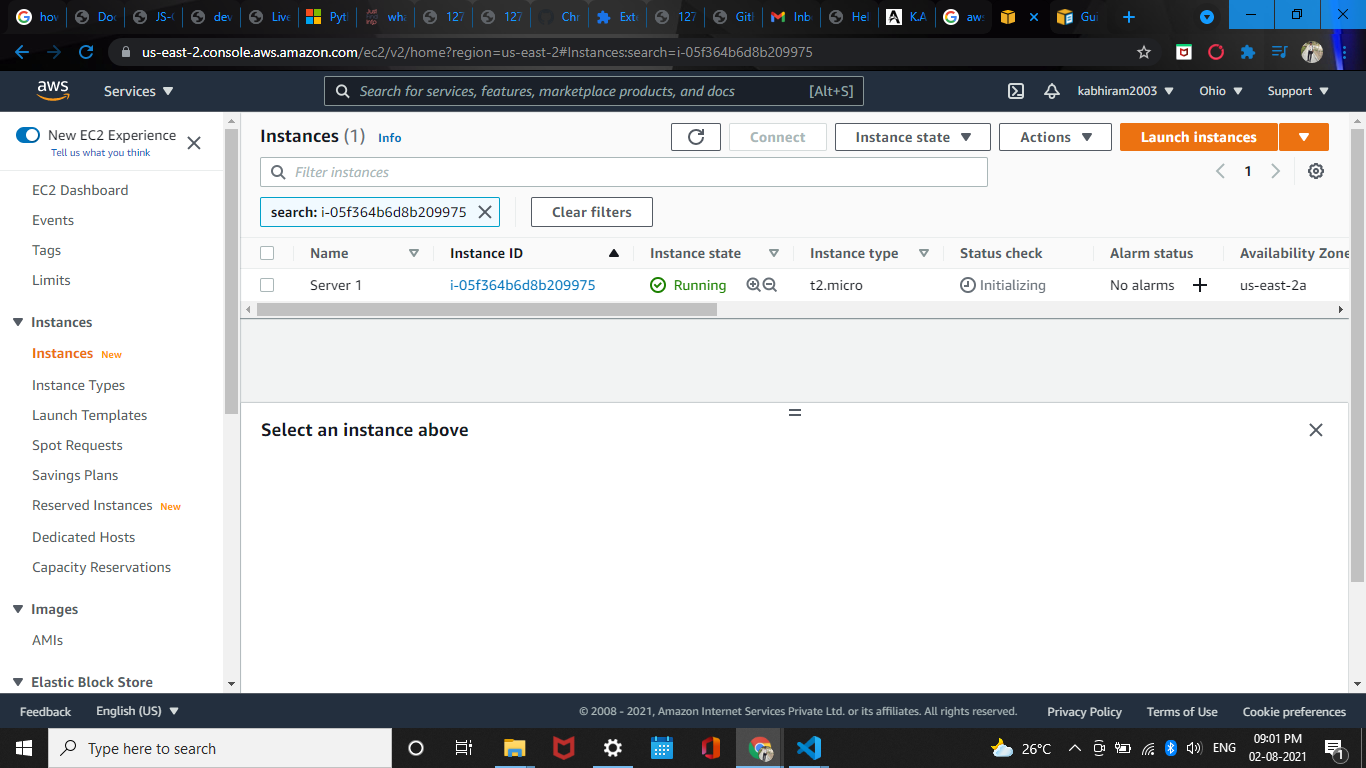 how Doc JS- dev Live Pyt wha 127 127 Chr Exte 127 Gitl Inb Hel K.A aws Gui
us-east-2.console.aws.amazon.com/ec2/v2/home?region=us-east-2#Instances:search=i-05f364b6d8b209975
aws Services Search for services, features, marketplace products, and docs [Alt+S] kabhiram2003 Ohio Support
New EC2 Experience
Tell us what you think
EC2 Dashboard
Events
Tags
Limits
Instances
Instances New
Instance Types
Launch Templates
Spot Requests
Savings Plans
Reserved Instances New
Dedicated Hosts
Capacity Reservations
Images
AMIs
Elastic Block Store
Instances (1) Info Connect Instance state Actions Launch instances
Filter instances 1
search: i-05f364b6d8b209975 Clear filters
Name Instance ID Instance state Instance type Status check Alarm status Availability Zone
Server 1 i-05f364b6d8b209975 Running t2.micro Initializing No alarms us-east-2a
Select an instance above
Feedback English (US) © 2008 - 2021, Amazon Internet Services Private Ltd. or its affiliates. All rights reserved. Privacy Policy Terms of Use Cookie preferences
Type here to search 26°C ENG 09:01 PM
02-08-2021 1